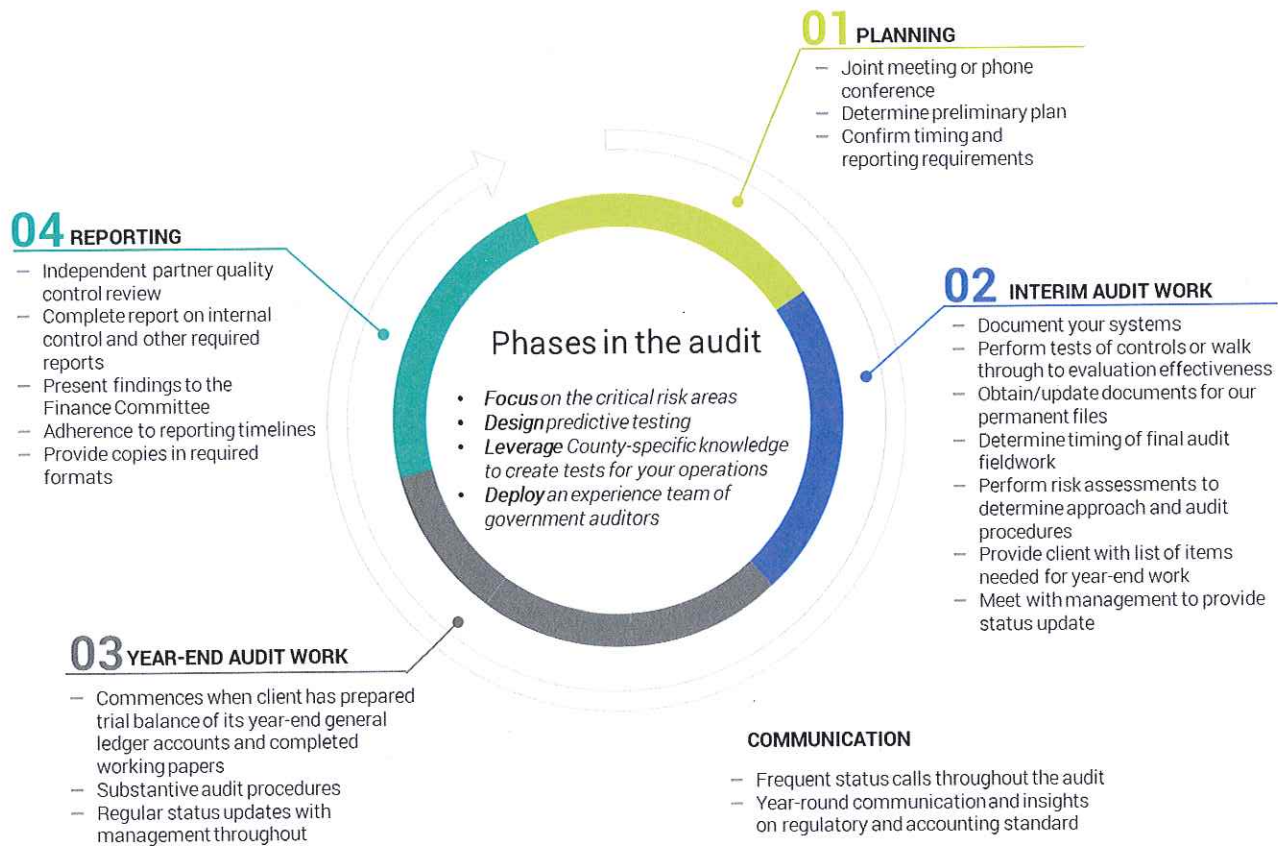 01 PLANNING
— Joint meeting or phone
conference
— Determine preliminary plan
— Confirm timing and
reporting requirements
02 INTERIM AUDIT WORK
— Document your systems
— Perform tests of controls or walk
through to evaluation effectiveness
— Obtain/update documents for our
permanent files
— Determine timing of final audit
fieldwork
— Perform risk assessments to
determine approach and audit
procedures
— Provide client with list of items
needed for year-end work
— Meet with management to provide
status update
Phases in the audit
• Focus on the critical risk areas
• Design predictive testing
• Leverage County-specific knowledge
to create tests for your operations
• Deploy an experience team of
government auditors
03 YEAR-END AUDIT WORK
— Commences when client has prepared
trial balance of its year-end general
ledger accounts and completed
working papers
— Substantive audit procedures
— Regular status updates with
management throughout
04 REPORTING
— Independent partner quality
control review
— Complete report on internal
control and other required
reports
— Present findings to the
Finance Committee
— Adherence to reporting timelines
— Provide copies in required
formats
COMMUNICATION
— Frequent status calls throughout the audit
— Year-round communication and insights
on regulatory and accounting standard